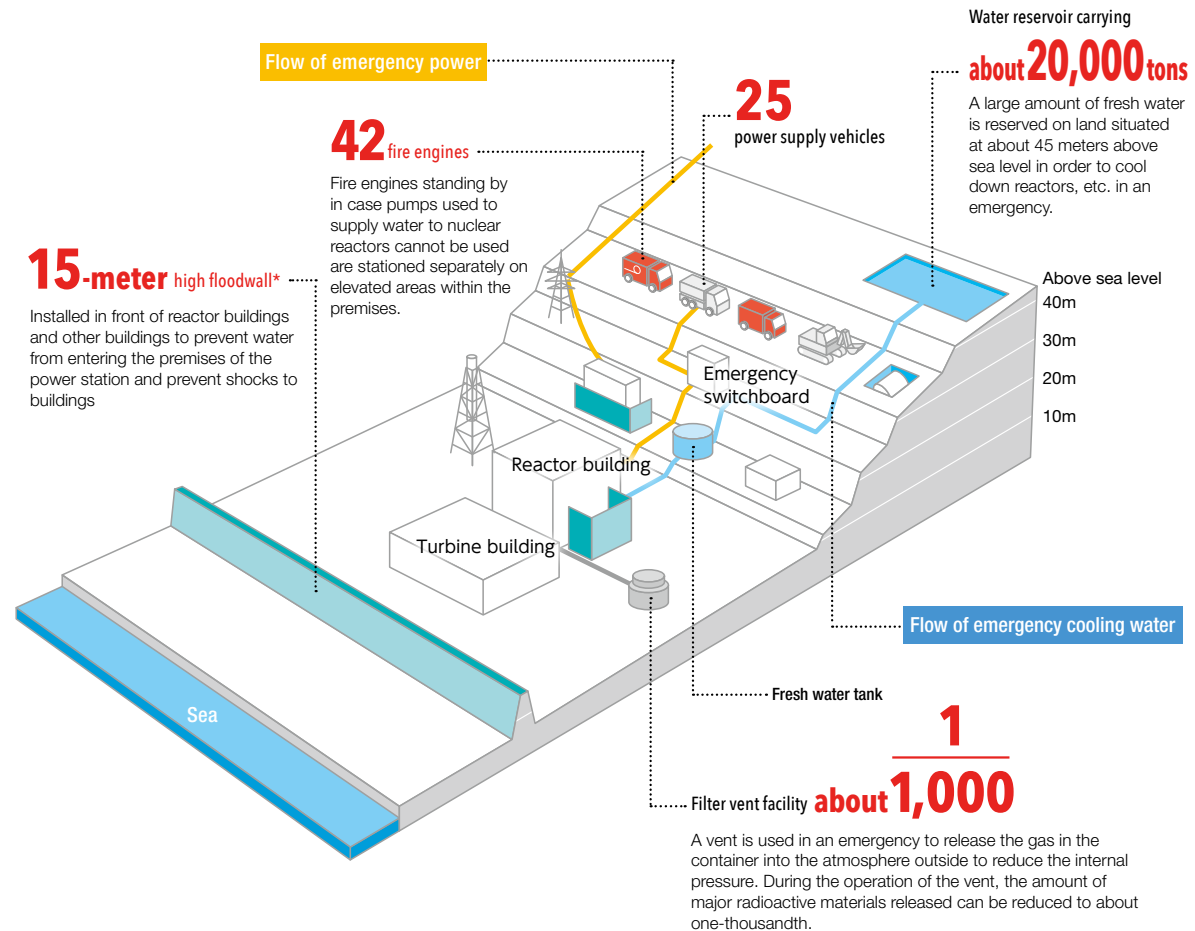 Flow of emergency power
42 fire engines
Fire engines standing by
in case pumps used to
supply water to nuclear
reactors cannot be used
are stationed separately on
elevated areas within the
premises.
25
power supply vehicles
Water reservoir carrying
about 20,000 tons
A large amount of fresh water
is reserved on land situated
at about 45 meters above
sea level in order to cool
down reactors, etc. in an
emergency.
15-meter high floodwall*
Installed in front of reactor buildings
and other buildings to prevent water
from entering the premises of the
power station and prevent shocks to
buildings
Above sea level
40m
30m
20m
10m
Emergency
switchboard
Reactor building
Turbine building
Sea
Flow of emergency cooling water
Fresh water tank
Filter vent facility about 1
1,000
A vent is used in an emergency to release the gas in the
container into the atmosphere outside to reduce the internal
pressure. During the operation of the vent, the amount of
major radioactive materials released can be reduced to about
one-thousandth.